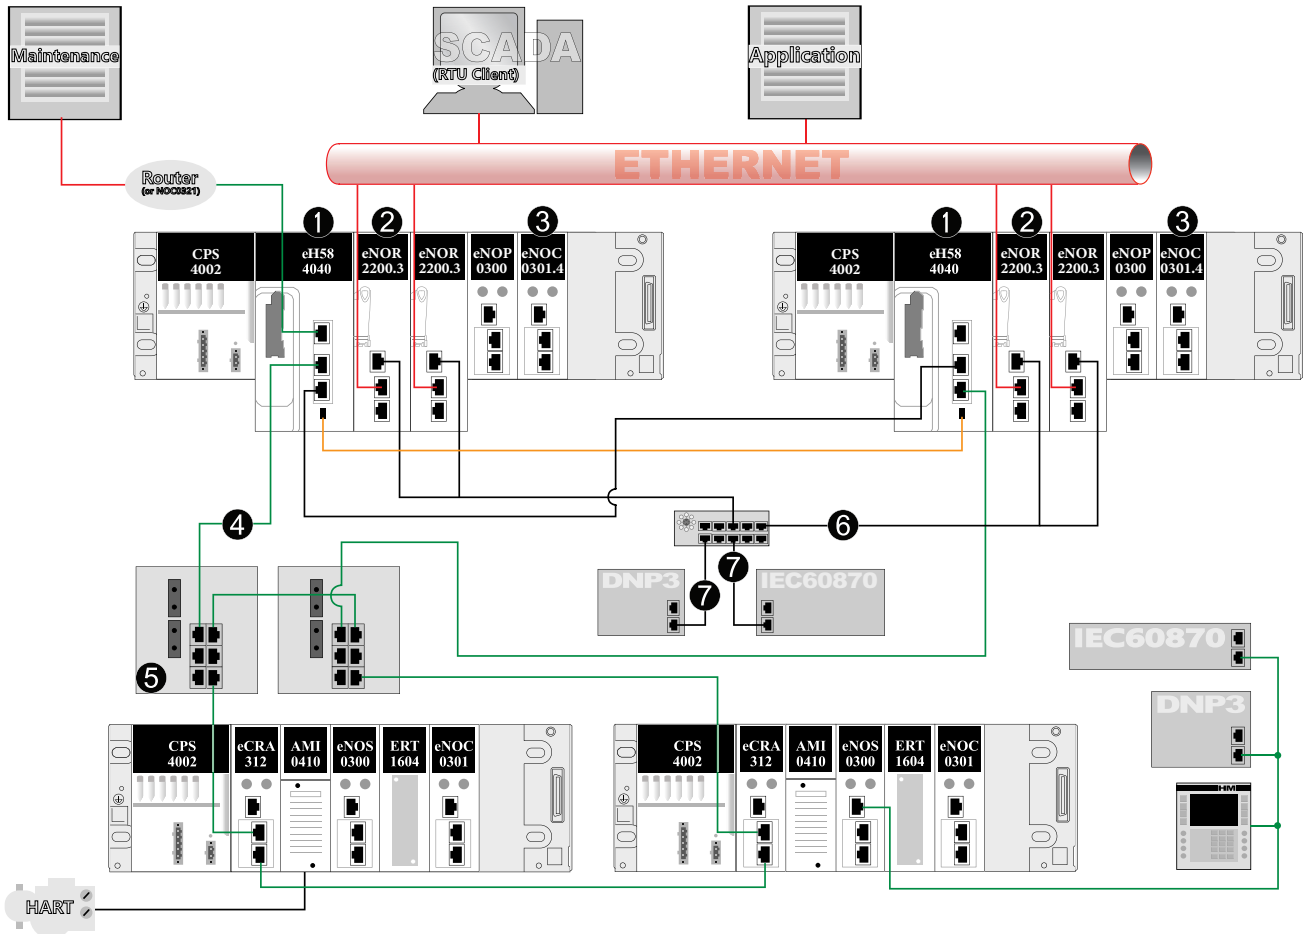 Maintenance
SCADA
(RTU Client)
Application
ETHERNET
Router
(or NOC0321)
1
2
3
1
2
3
CPS
4002
eH58
4040
eNOR
2200.3
eNOR
2200.3
eNOP
0300
eNOC
0301.4
CPS
4002
eH58
4040
eNOR
2200.3
eNOR
2200.3
eNOP
0300
eNOC
0301.4
4
6
7
7
DNP3
IEC60870
5
IEC60870
DNP3
HM
CPS
4002
eCRA
312
AMI
0410
eNOS
0300
ERT
1604
eNOC
0301
CPS
4002
eCRA
312
AMI
0410
eNOS
0300
ERT
1604
eNOC
0301
HART